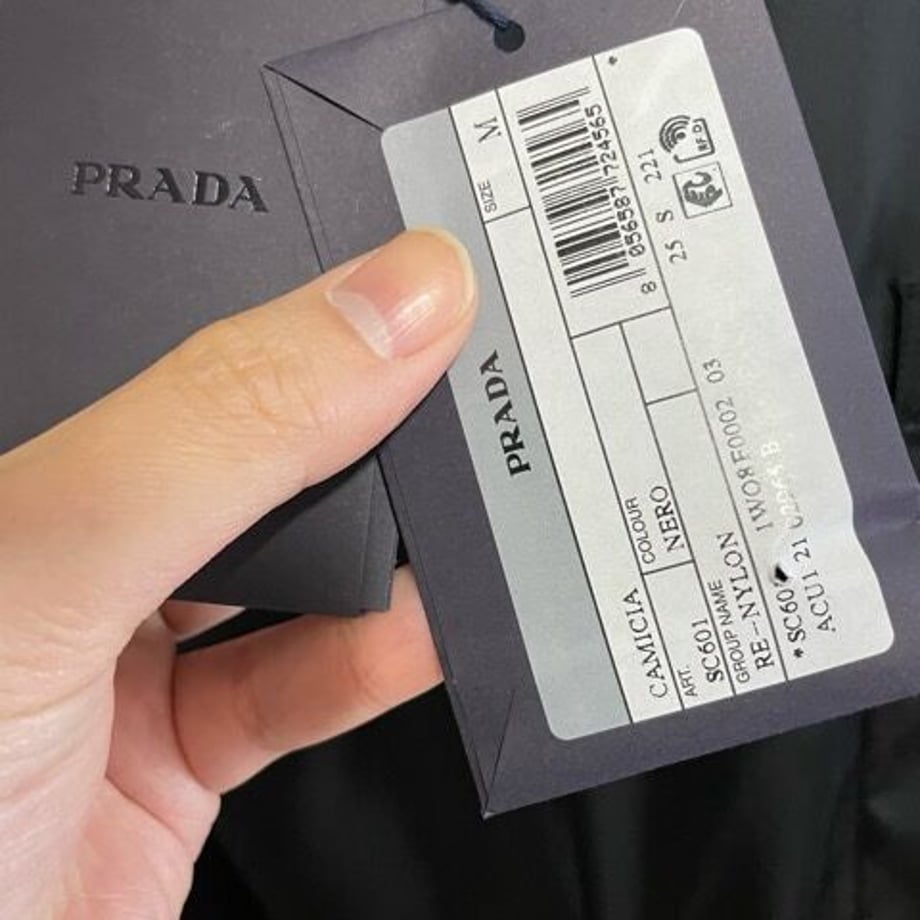 PRADA
PRADA
SIZE
M
8 056587 724565
25 S 221
RFD
CAMICIA
ART.
SC601
COLOUR
NERO
GROUP NAME
RE-NYLON
1WO8 F0002 03
ACU1 21